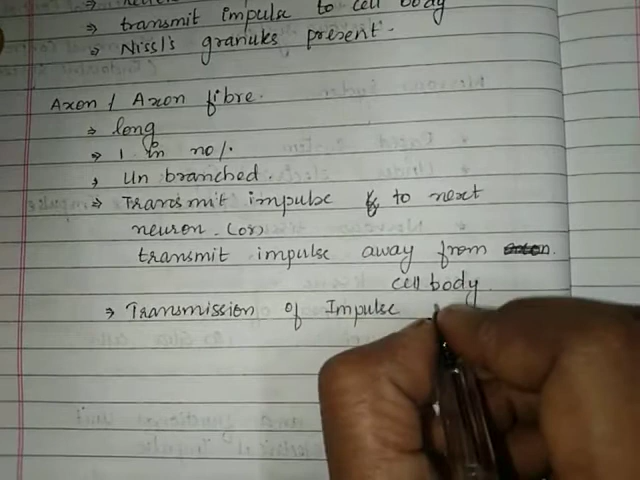 ⇒ transmit impulse to cell body
⇒ Nissl's granules present.
Axon / Axon fibre.
⇒ long
⇒ 1 in no/.
⇒ Un branched.
⇒ Transmit impulse to next
neuron. (or)
transmit impulse away from
cell body.
⇒ Transmission of Impulse